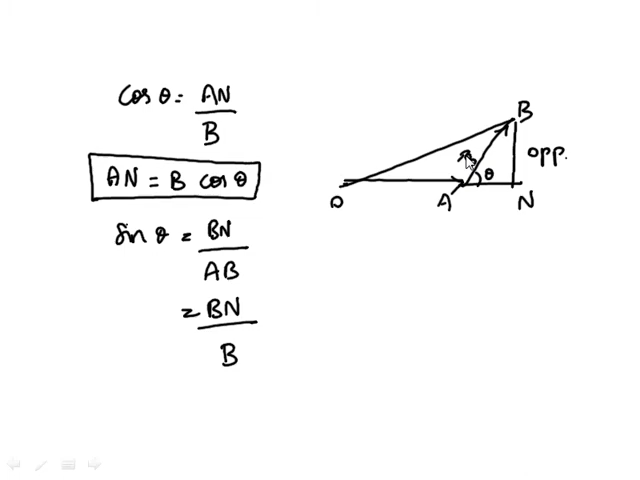 cos θ = AN / B
AN = B cos θ
sin θ = BN / AB
= BN / B
B
B
opp.
θ
O
A
N